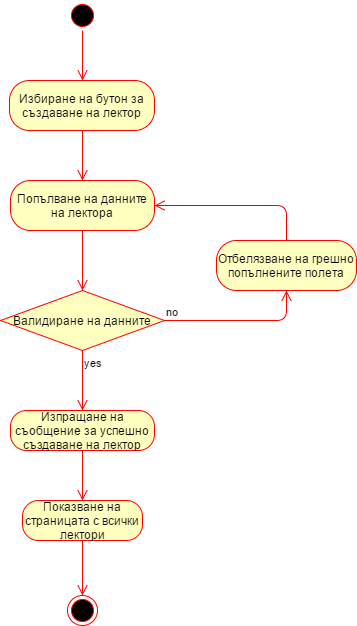 Избиране на бутон за
създаване на лектор
Попълване на данните
на лектора
Отбелязване на грешно
попълнените полета
Валидиране на данните
no
yes
Изпращане на
съобщение за успешно
създаване на лектор
Показване на
страницата с всички
лектори